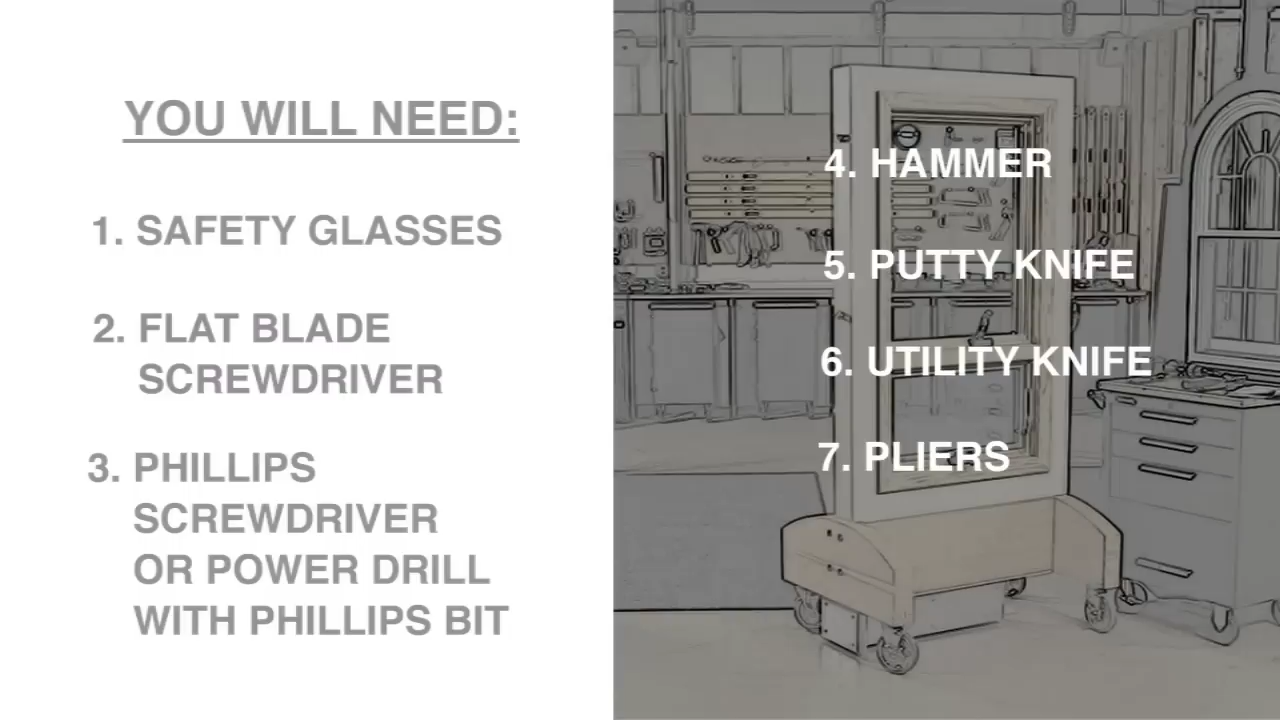 YOU WILL NEED:
1. SAFETY GLASSES
2. FLAT BLADE
SCREWDRIVER
3. PHILLIPS
SCREWDRIVER
OR POWER DRILL
WITH PHILLIPS BIT
4. HAMMER
5. PUTTY KNIFE
6. UTILITY KNIFE
7. PLIERS